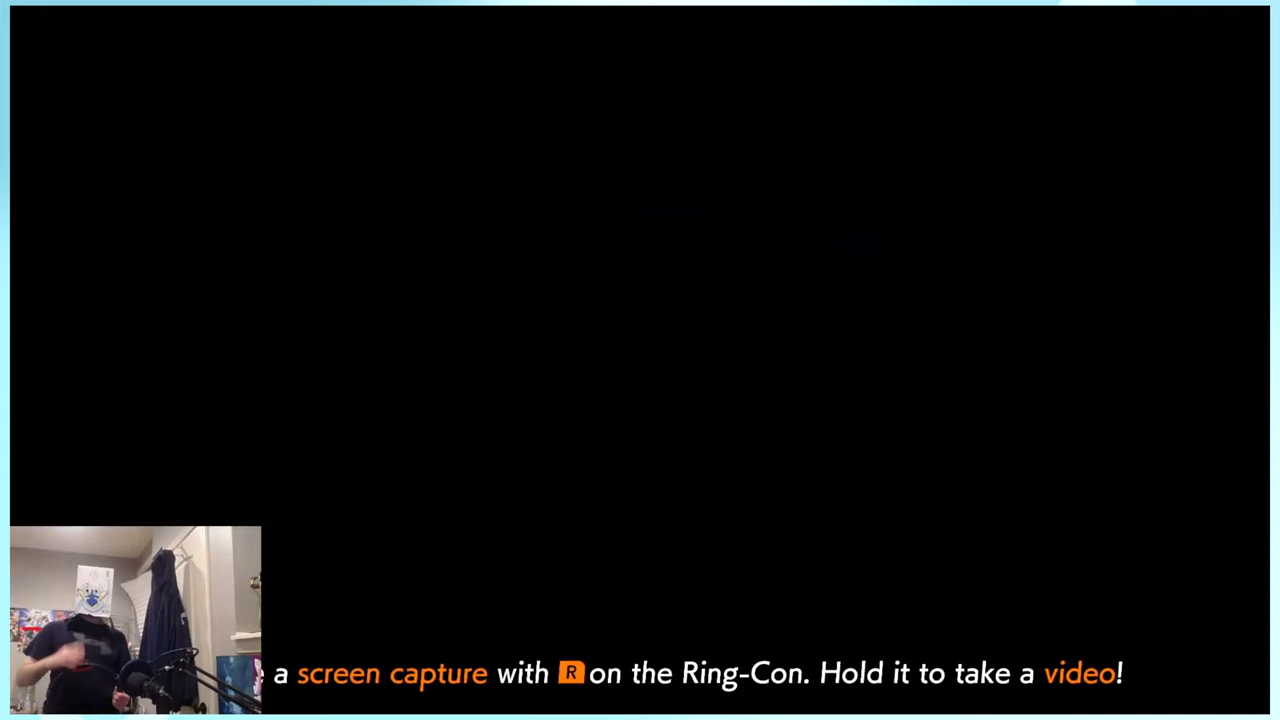 a screen capture with R on the Ring-Con. Hold it to take a video!